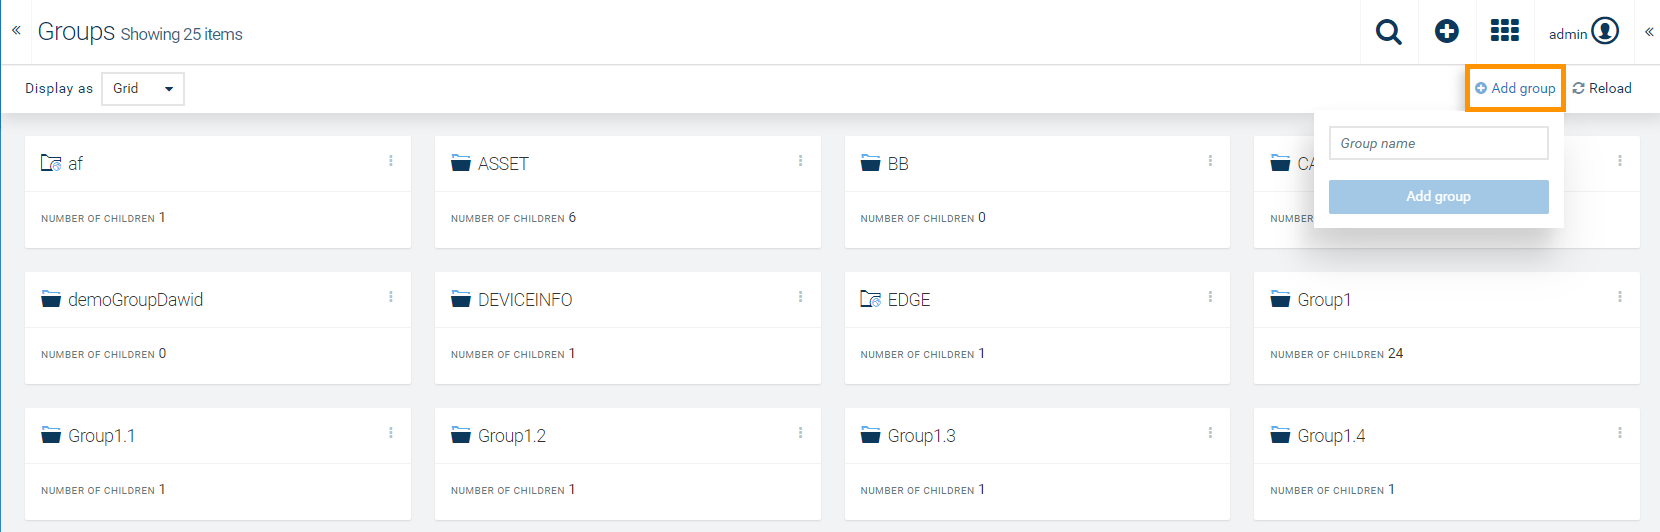 « Groups Showing 25 items admin «
Display as Grid Add group Reload
Group name
Add group
af ASSET BB CA
NUMBER OF CHILDREN 1 NUMBER OF CHILDREN 6 NUMBER OF CHILDREN 0 NUMB
demoGroupDawid DEVICEINFO EDGE Group1
NUMBER OF CHILDREN 0 NUMBER OF CHILDREN 1 NUMBER OF CHILDREN 1 NUMBER OF CHILDREN 24
Group1.1 Group1.2 Group1.3 Group1.4
NUMBER OF CHILDREN 1 NUMBER OF CHILDREN 1 NUMBER OF CHILDREN 1 NUMBER OF CHILDREN 1